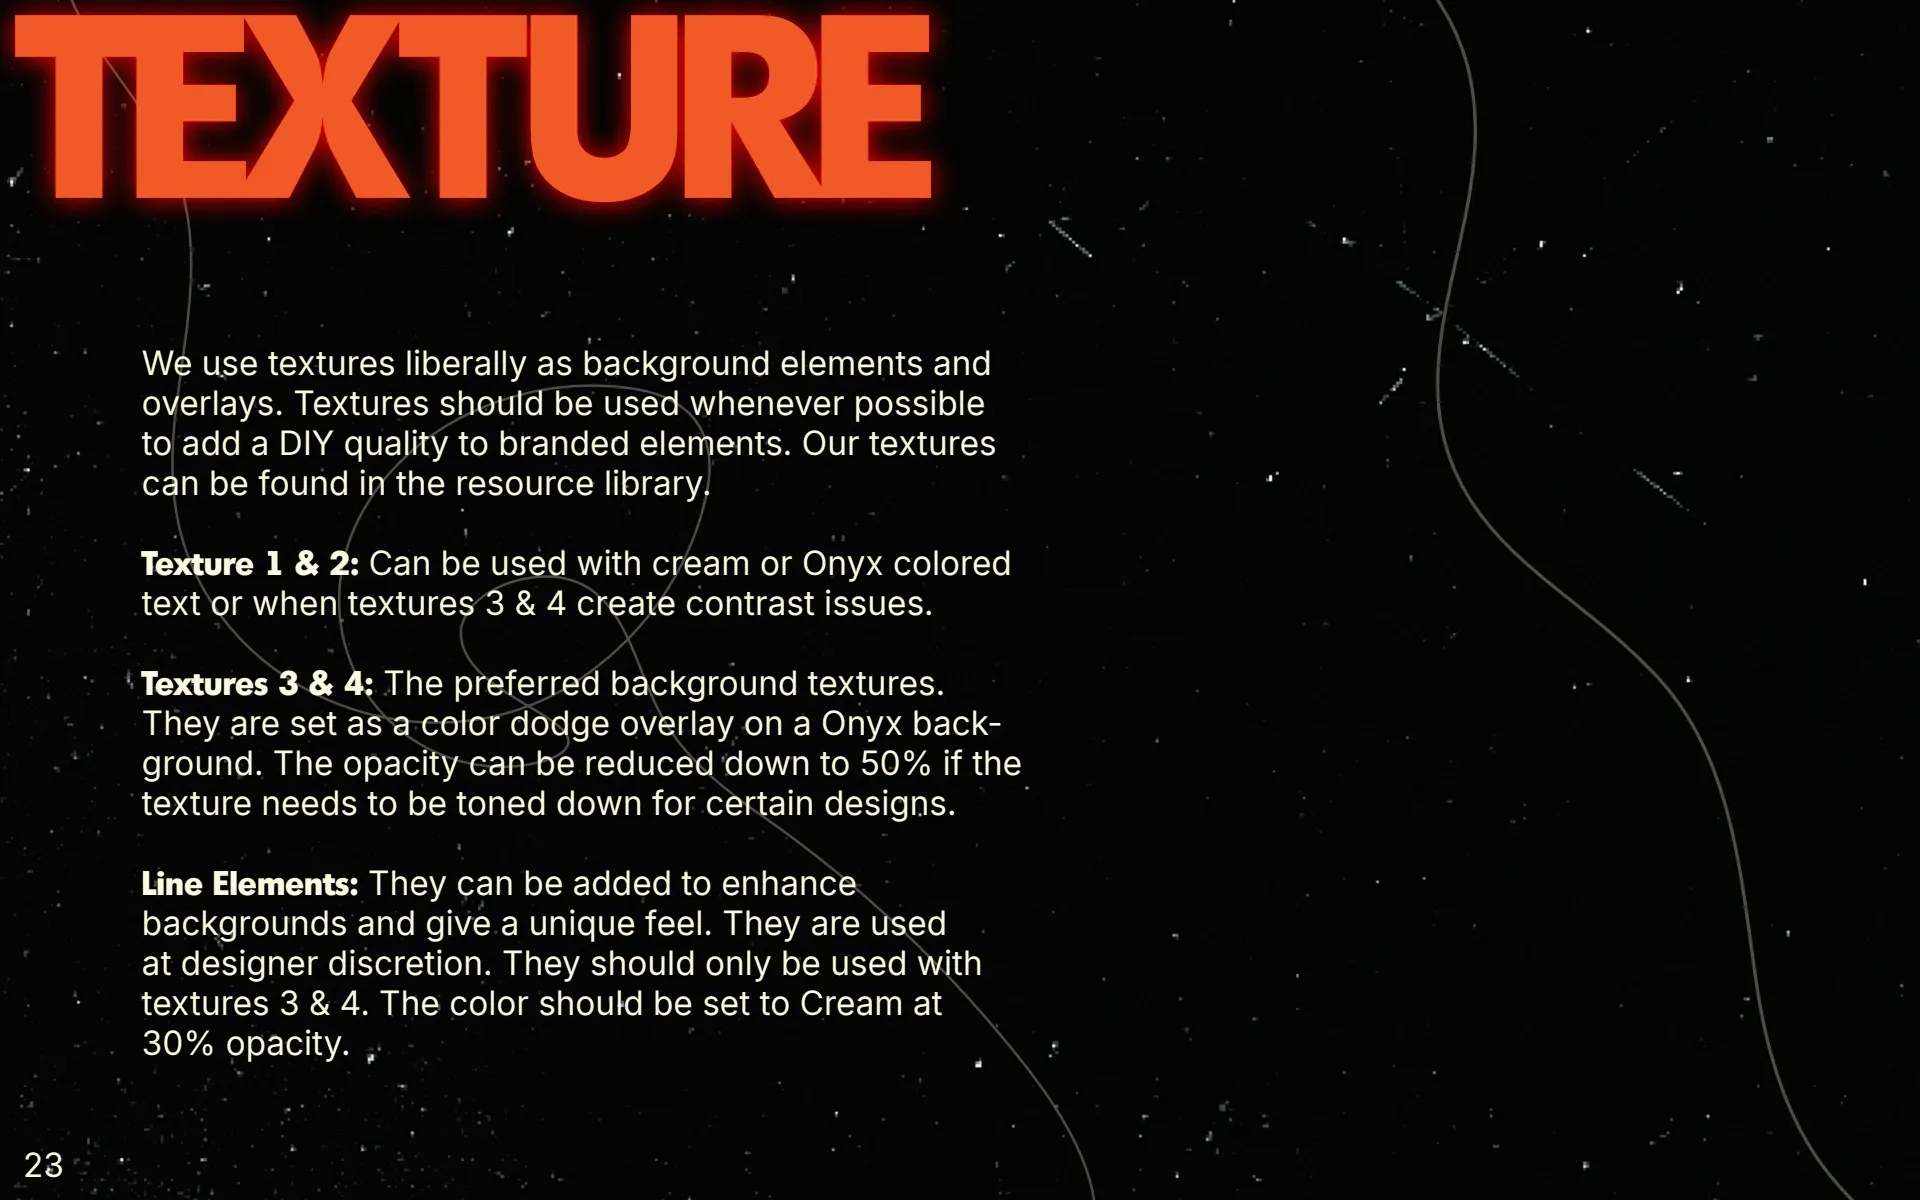 TEXTURE
We use textures liberally as background elements and
overlays. Textures should be used whenever possible
to add a DIY quality to branded elements. Our textures
can be found in the resource library.
Texture 1 & 2: Can be used with cream or Onyx colored
text or when textures 3 & 4 create contrast issues.
Textures 3 & 4: The preferred background textures.
They are set as a color dodge overlay on a Onyx back-
ground. The opacity can be reduced down to 50% if the
texture needs to be toned down for certain designs.
Line Elements: They can be added to enhance
backgrounds and give a unique feel. They are used
at designer discretion. They should only be used with
textures 3 & 4. The color should be set to Cream at
30% opacity.
23